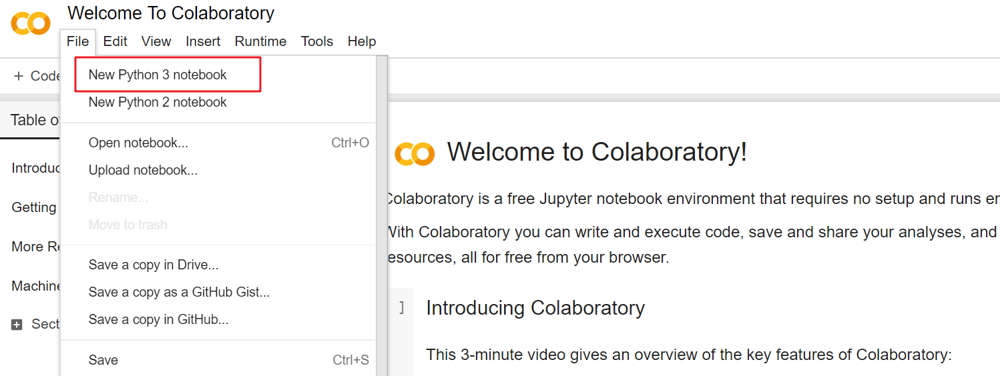 Welcome To Colaboratory
File Edit View Insert Runtime Tools Help
+ Code
New Python 3 notebook
New Python 2 notebook
Table of
Open notebook... Ctrl+O
Upload notebook...
Rename...
Move to trash
Save a copy in Drive...
Save a copy as a GitHub Gist...
Save a copy in GitHub...
Save Ctrl+S
Introduc
Getting
More Re
Machine
Sect
Welcome to Colaboratory!
Colaboratory is a free Jupyter notebook environment that requires no setup and runs en
With Colaboratory you can write and execute code, save and share your analyses, and
esources, all for free from your browser.
]
Introducing Colaboratory
This 3-minute video gives an overview of the key features of Colaboratory: